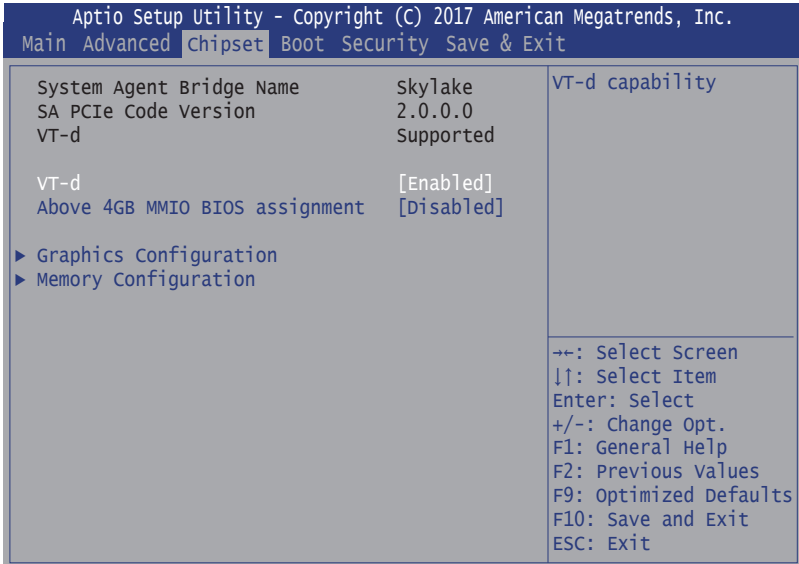 Aptio Setup Utility - Copyright (C) 2017 American Megatrends, Inc.
Main Advanced Chipset Boot Security Save & Exit
System Agent Bridge Name Skylake
SA PCIe Code Version 2.0.0.0
VT-d Supported
VT-d [Enabled]
Above 4GB MMIO BIOS assignment [Disabled]
▶ Graphics Configuration
▶ Memory Configuration
VT-d capability
→←: Select Screen
↓↑: Select Item
Enter: Select
+/-: Change Opt.
F1: General Help
F2: Previous Values
F9: Optimized Defaults
F10: Save and Exit
ESC: Exit